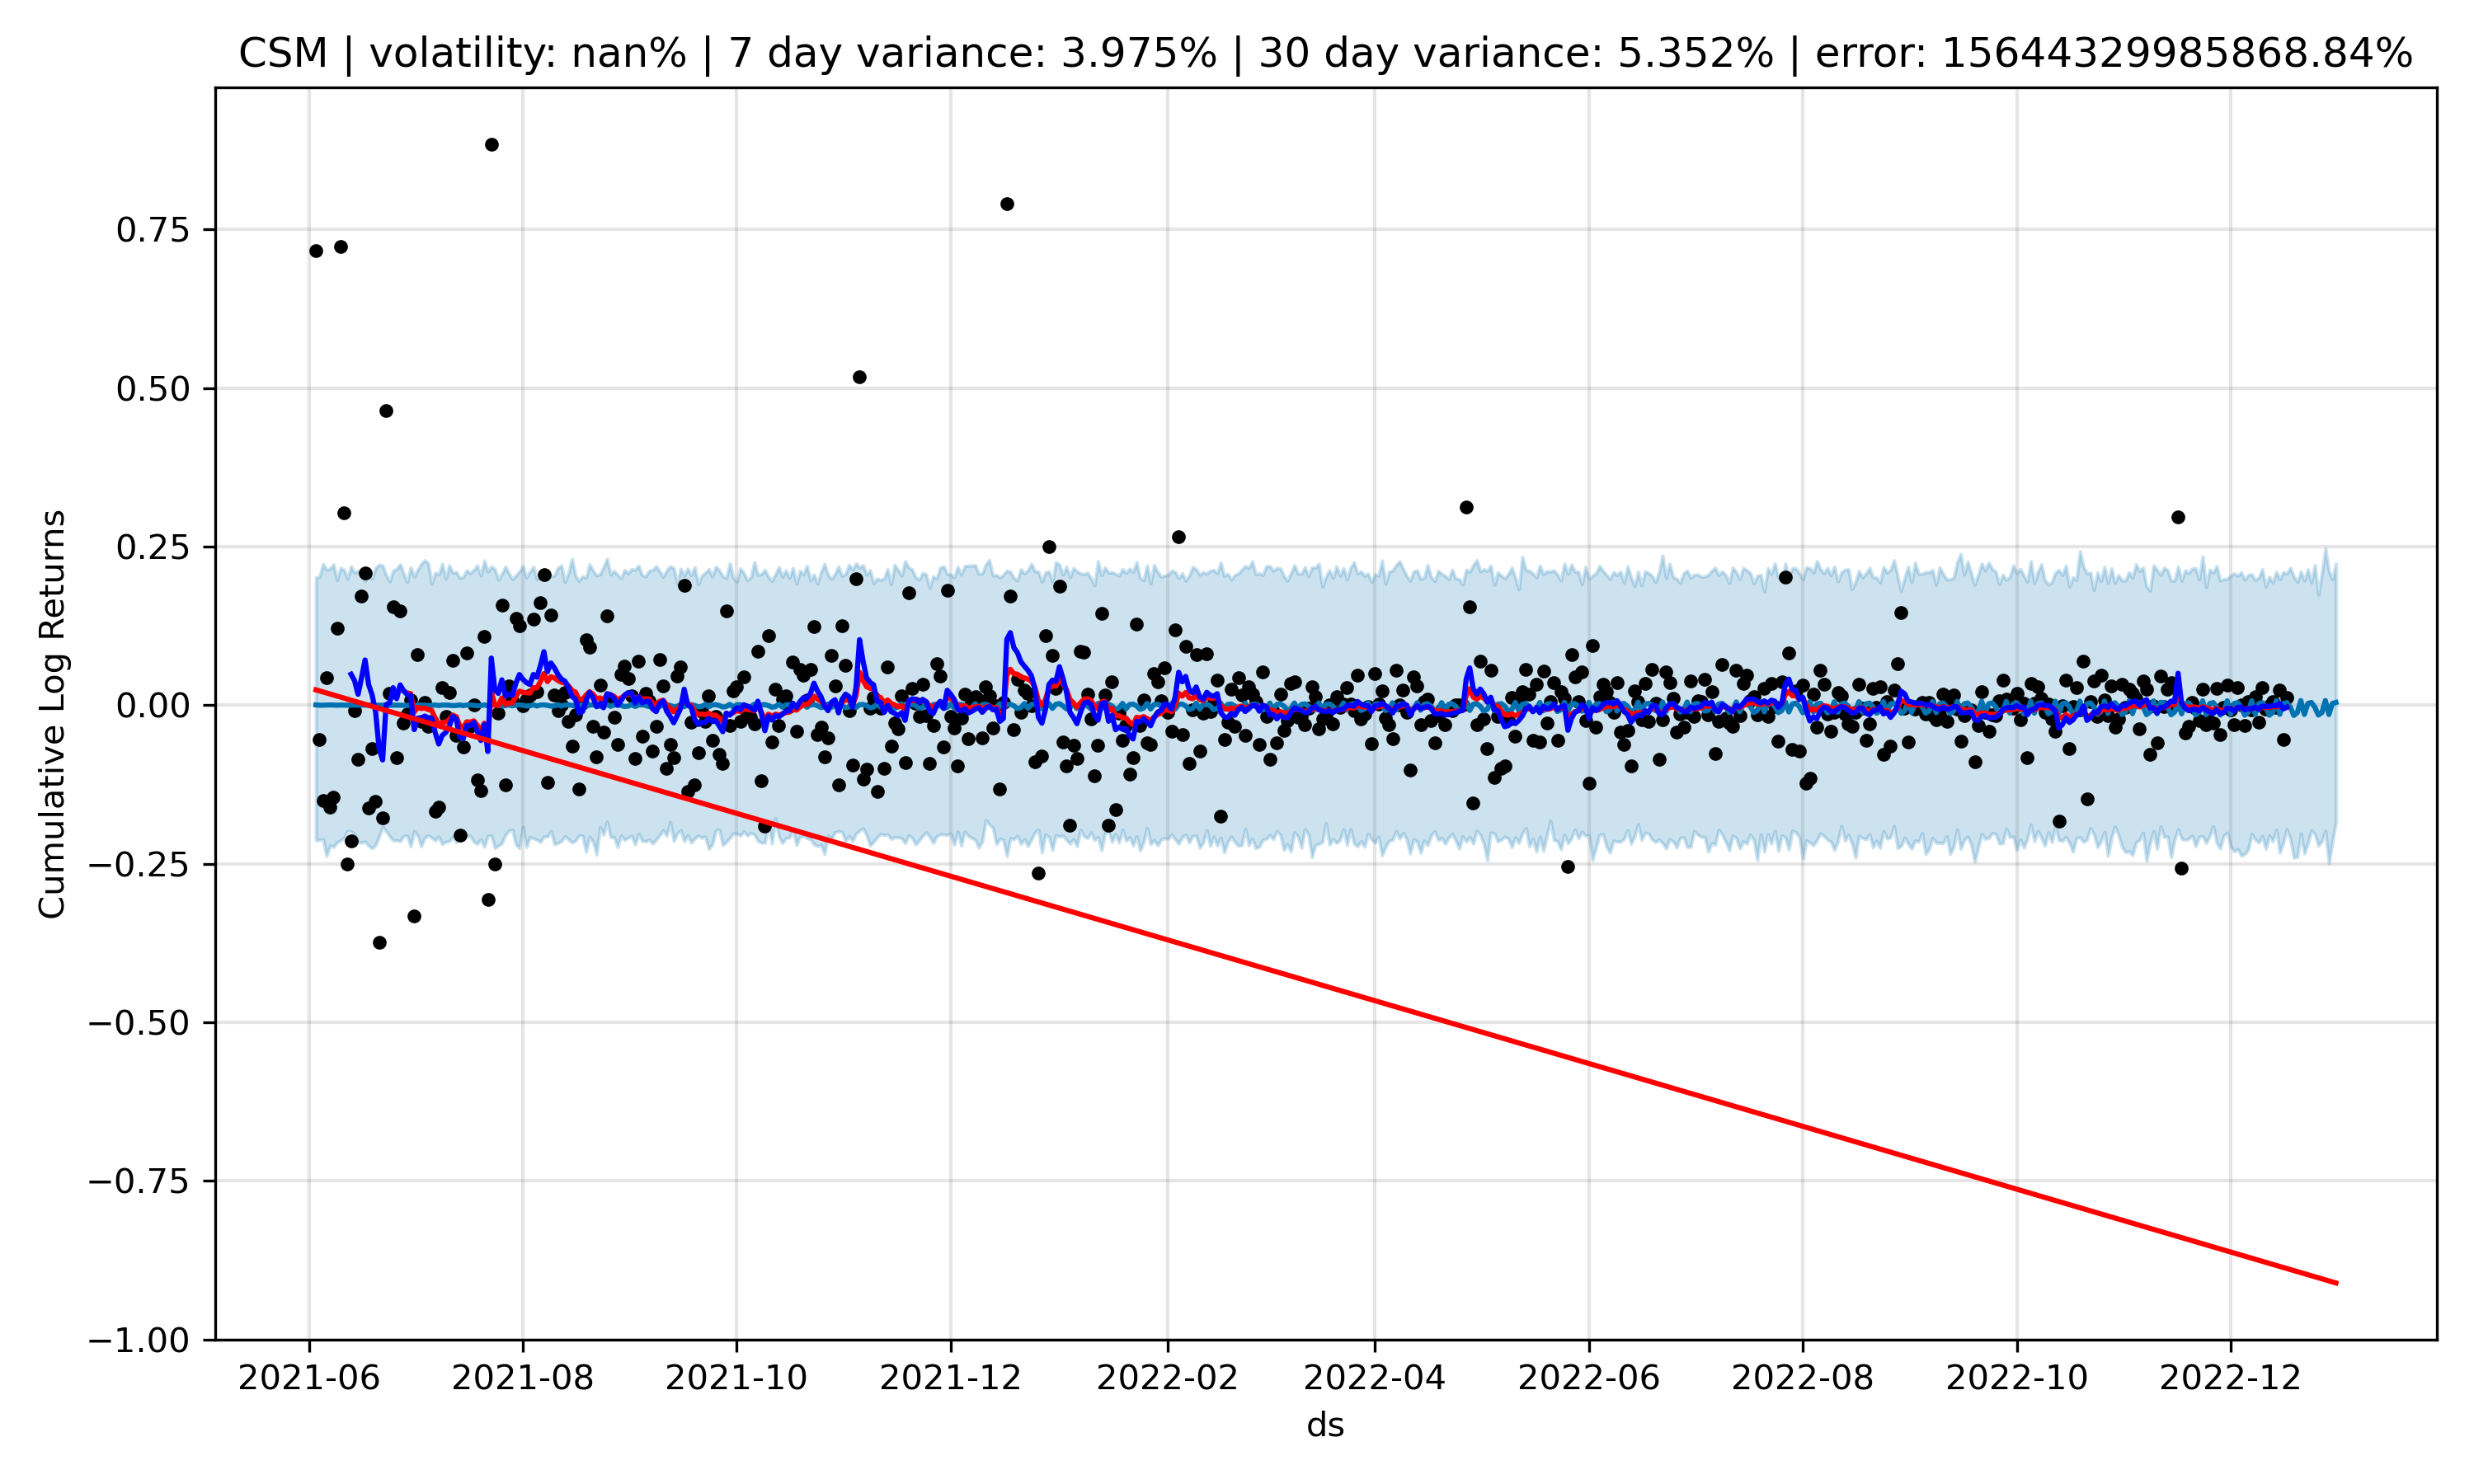 CSM | volatility: nan% | 7 day variance: 3.975% | 30 day variance: 5.352% | error: 15644329985868.84%
Cumulative Log Returns
0.75
0.50
0.25
0.00
−0.25
−0.50
−0.75
−1.00
2021-06 2021-08 2021-10 2021-12 2022-02 2022-04 2022-06 2022-08 2022-10 2022-12
ds